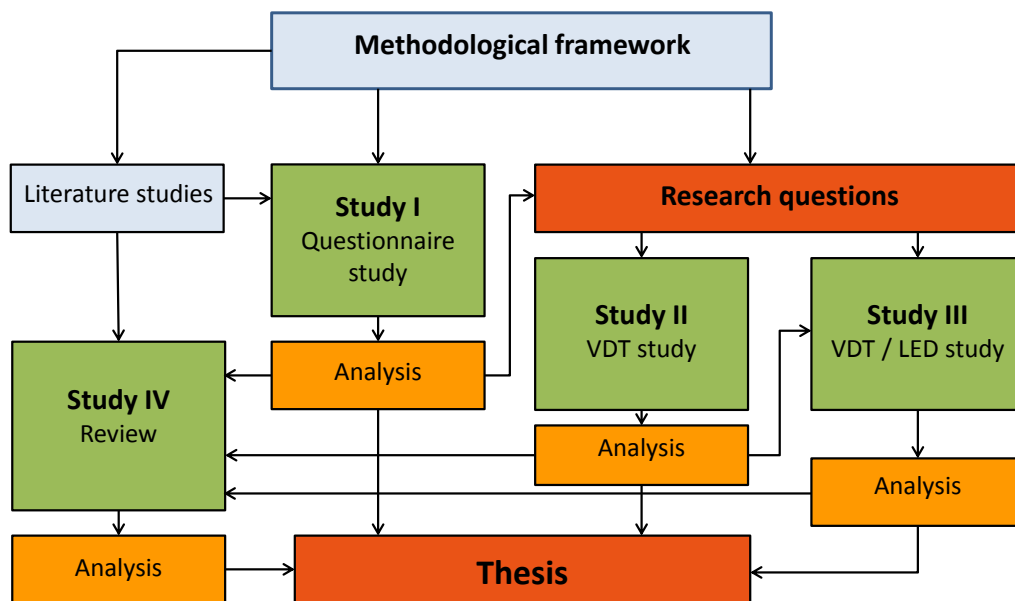 Methodological framework
Literature studies
Study I
Questionnaire
study
Research questions
Study II
VDT study
Study III
VDT / LED study
Analysis
Study IV
Review
Analysis
Analysis
Analysis
Thesis